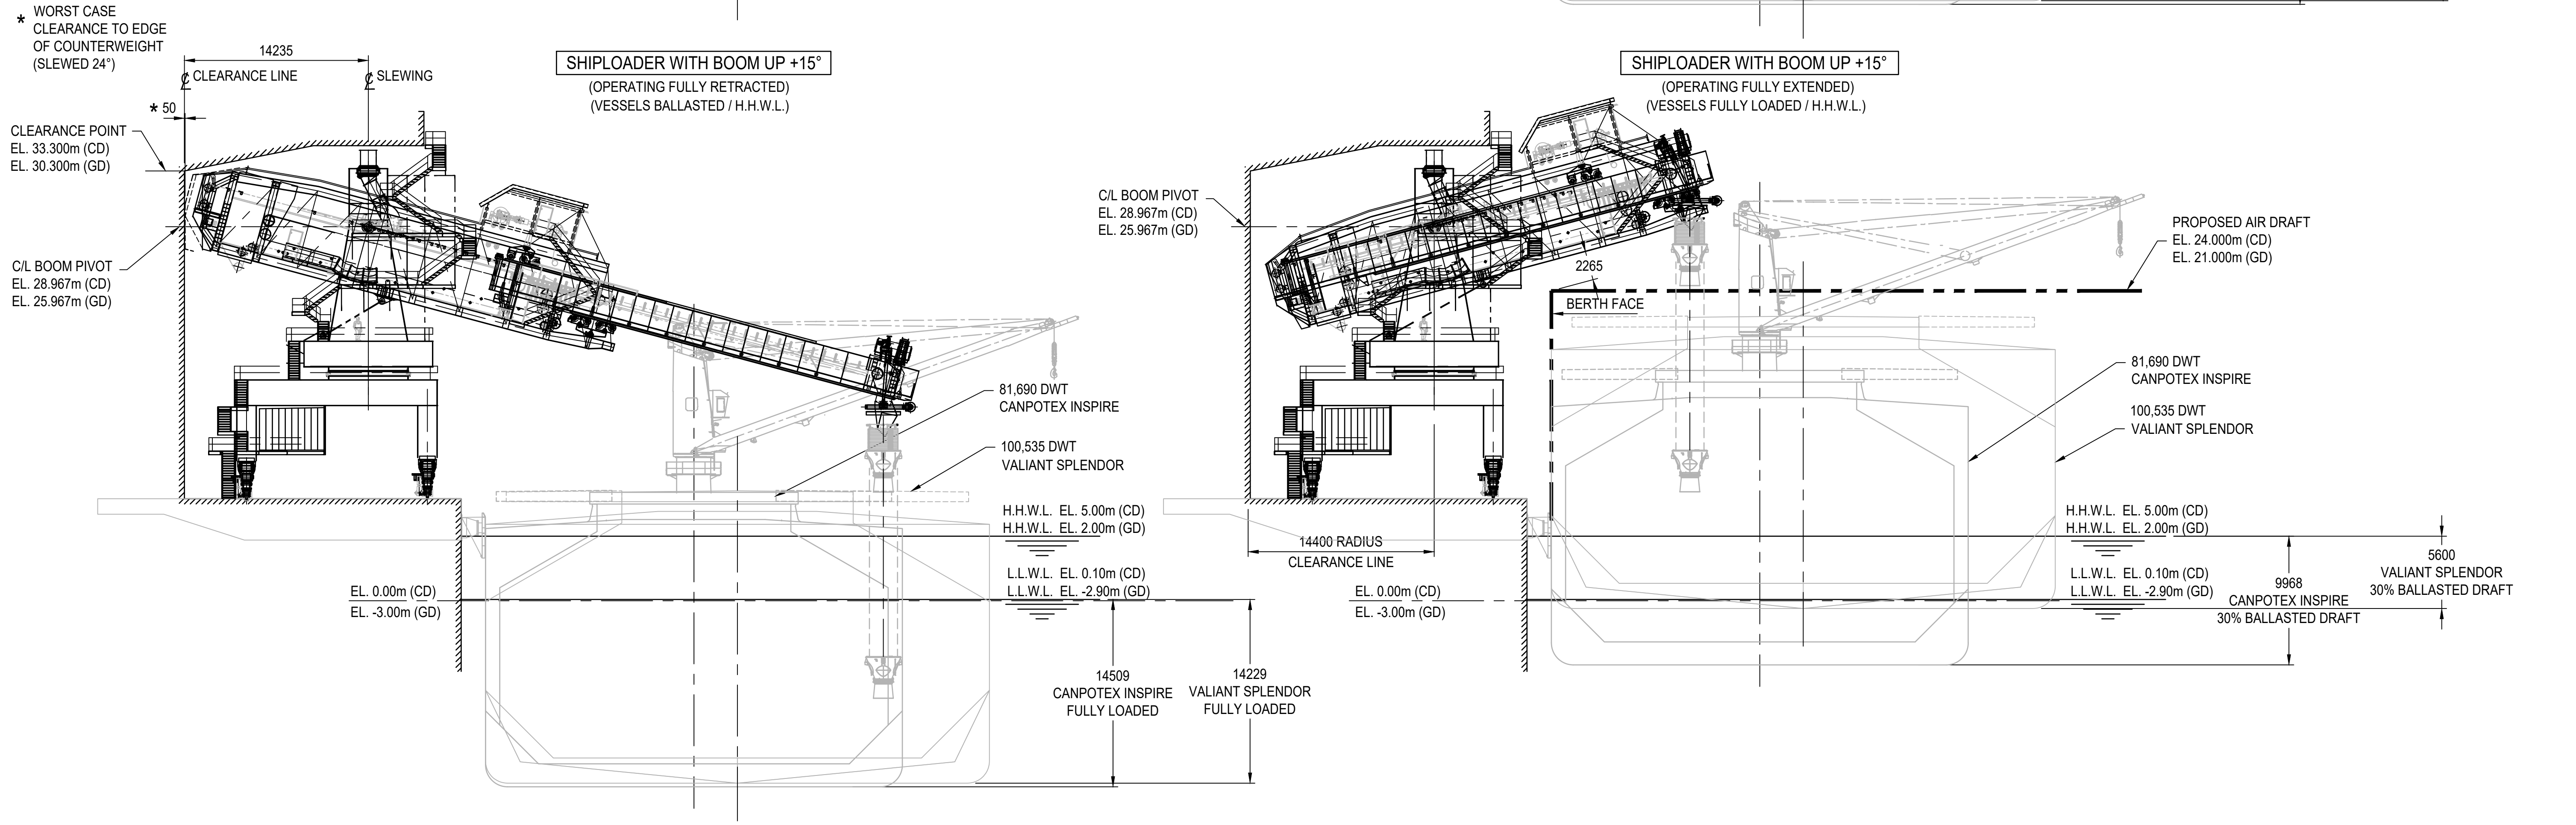 * WORST CASE
CLEARANCE TO EDGE
OF COUNTERWEIGHT
(SLEWED 24°)
14235
℄ CLEARANCE LINE
℄ SLEWING
* 50
CLEARANCE POINT
EL. 33.300m (CD)
EL. 30.300m (GD)
C/L BOOM PIVOT
EL. 28.967m (CD)
EL. 25.967m (GD)
SHIPLOADER WITH BOOM UP +15°
(OPERATING FULLY RETRACTED)
(VESSELS BALLASTED / H.H.W.L.)
81,690 DWT
CANPOTEX INSPIRE
100,535 DWT
VALIANT SPLENDOR
H.H.W.L. EL. 5.00m (CD)
H.H.W.L. EL. 2.00m (GD)
L.L.W.L. EL. 0.10m (CD)
L.L.W.L. EL. -2.90m (GD)
EL. 0.00m (CD)
EL. -3.00m (GD)
14509
CANPOTEX INSPIRE
FULLY LOADED
14229
VALIANT SPLENDOR
FULLY LOADED
SHIPLOADER WITH BOOM UP +15°
(OPERATING FULLY EXTENDED)
(VESSELS FULLY LOADED / H.H.W.L.)
C/L BOOM PIVOT
EL. 28.967m (CD)
EL. 25.967m (GD)
2265
BERTH FACE
PROPOSED AIR DRAFT
EL. 24.000m (CD)
EL. 21.000m (GD)
81,690 DWT
CANPOTEX INSPIRE
100,535 DWT
VALIANT SPLENDOR
14400 RADIUS
CLEARANCE LINE
H.H.W.L. EL. 5.00m (CD)
H.H.W.L. EL. 2.00m (GD)
L.L.W.L. EL. 0.10m (CD)
L.L.W.L. EL. -2.90m (GD)
EL. 0.00m (CD)
EL. -3.00m (GD)
9968
CANPOTEX INSPIRE
30% BALLASTED DRAFT
5600
VALIANT SPLENDOR
30% BALLASTED DRAFT